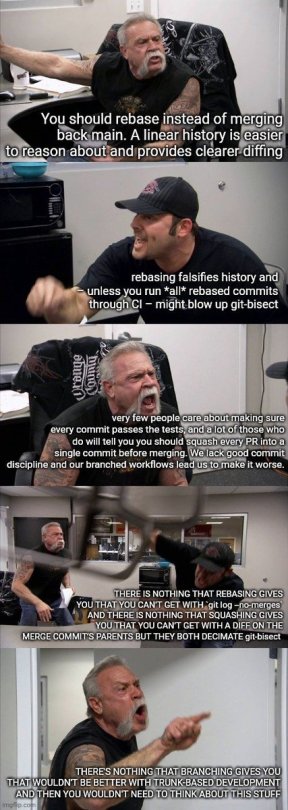 You should rebase instead of merging
back main. A linear history is easier
to reason about and provides clearer diffing
rebasing falsifies history and
– unless you run *all* rebased commits
through CI – might blow up git-bisect
Orange
County
very few people care about making sure
every commit passes the tests, and a lot of those who
do will tell you you should squash every PR into a
single commit before merging. We lack good commit
discipline and our branched workflows lead us to make it worse.
THERE IS NOTHING THAT REBASING GIVES
YOU THAT YOU CAN'T GET WITH `git log --no-merges`
AND THERE IS NOTHING THAT SQUASHING GIVES
YOU THAT YOU CAN'T GET WITH A DIFF ON THE
MERGE COMMIT'S PARENTS BUT THEY BOTH DECIMATE git-bisect
THERE'S NOTHING THAT BRANCHING GIVES YOU
THAT WOULDN'T BE BETTER WITH TRUNK-BASED DEVELOPMENT
AND THEN YOU WOULDN'T NEED TO THINK ABOUT THIS STUFF
imgflip.com